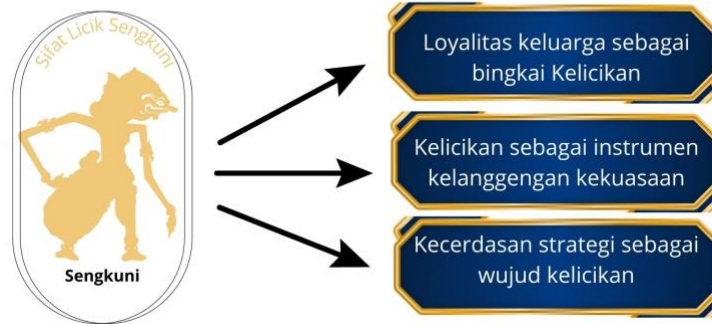 Sifat Licik Sengkuni
Sengkuni
Loyalitas keluarga sebagai
bingkai Kelicikan
Kelicikan sebagai instrumen
kelanggengan kekuasaan
Kecerdasan strategi sebagai
wujud kelicikan